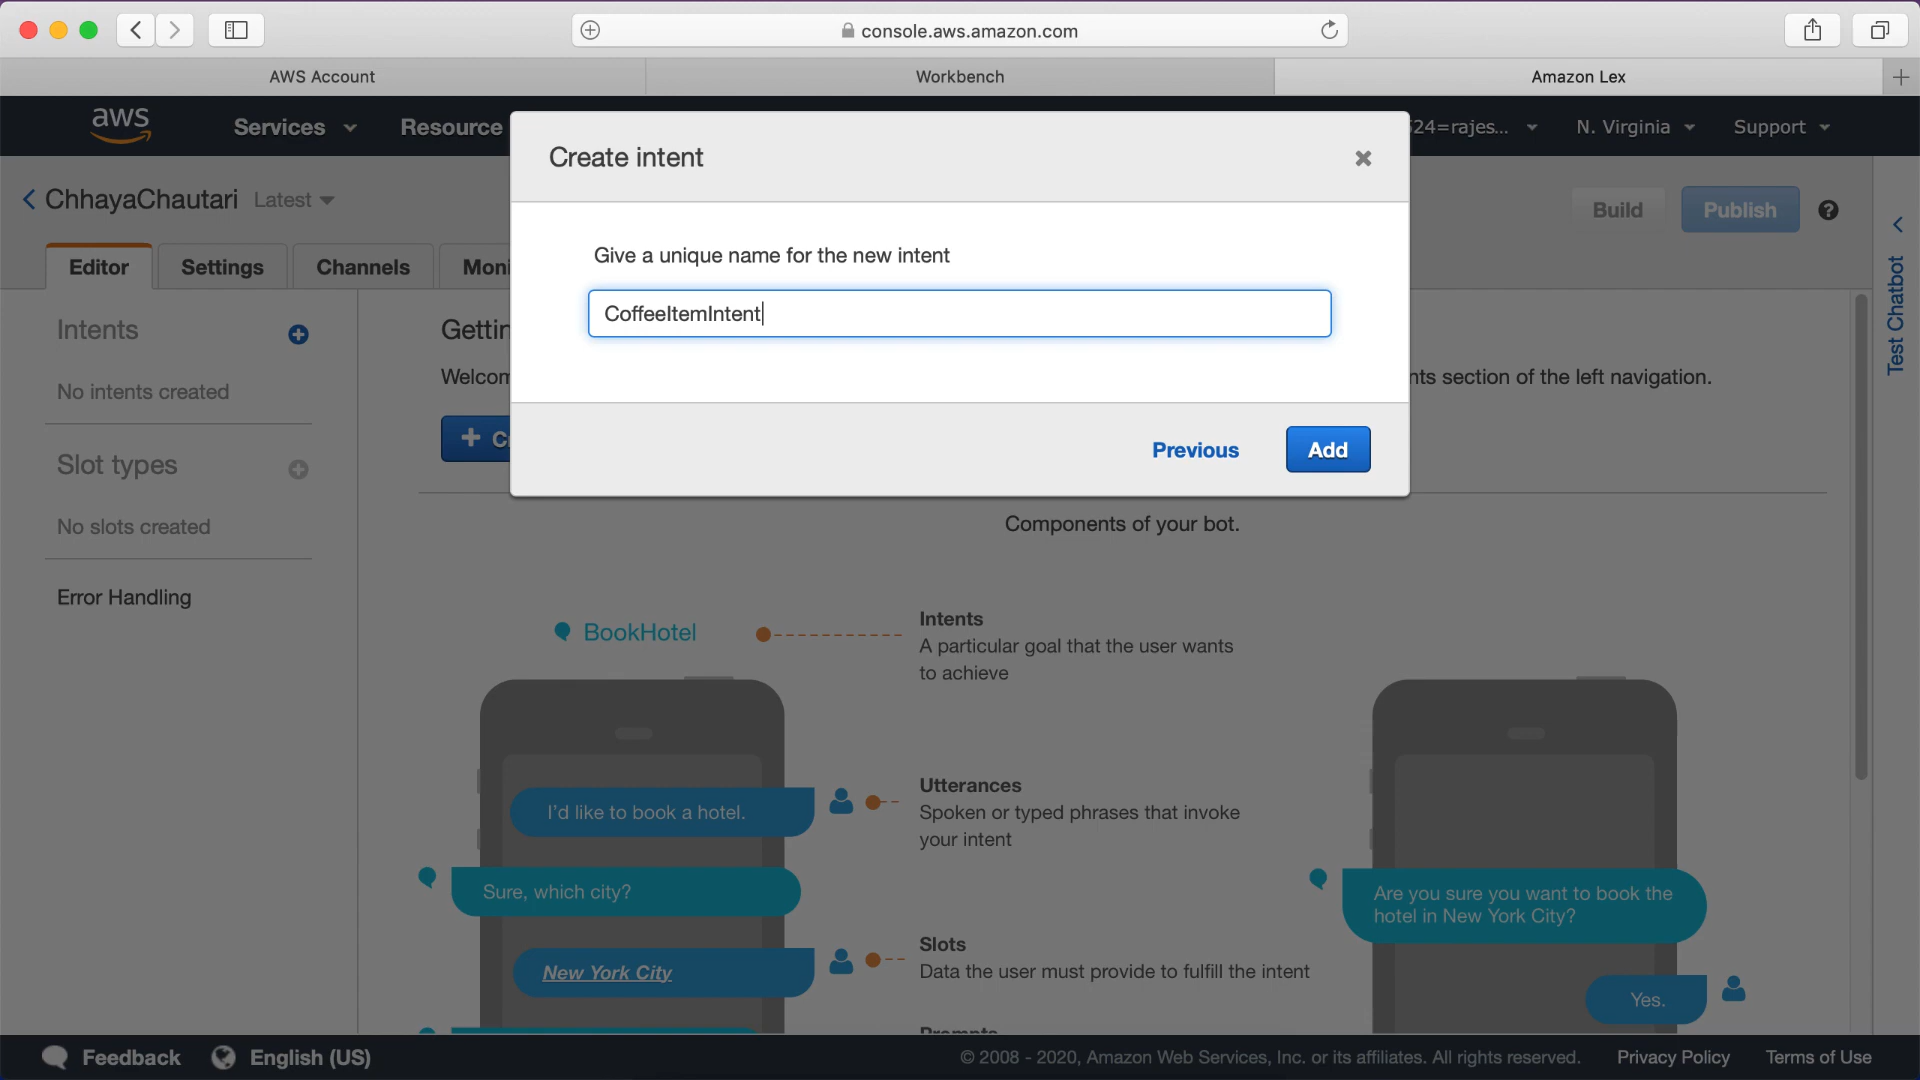 console.aws.amazon.com
AWS Account
Workbench
Amazon Lex
aws
Services
Resource
524=rajes...
N. Virginia
Support
Create intent
ChhayaChautari
Latest
Build
Publish
Editor
Settings
Channels
Moni
Give a unique name for the new intent
CoffeeItemIntent
Test Chatbot
Intents
No intents created
Gettin
Welcom
nts section of the left navigation.
Previous
Add
Slot types
No slots created
Error Handling
Components of your bot.
BookHotel
Intents
A particular goal that the user wants
to achieve
I'd like to book a hotel.
Utterances
Spoken or typed phrases that invoke
your intent
Sure, which city?
Are you sure you want to book the
hotel in New York City?
New York City
Slots
Data the user must provide to fulfill the intent
Yes.
Prompts
Feedback
English (US)
© 2008 - 2020, Amazon Web Services, Inc. or its affiliates. All rights reserved.
Privacy Policy
Terms of Use